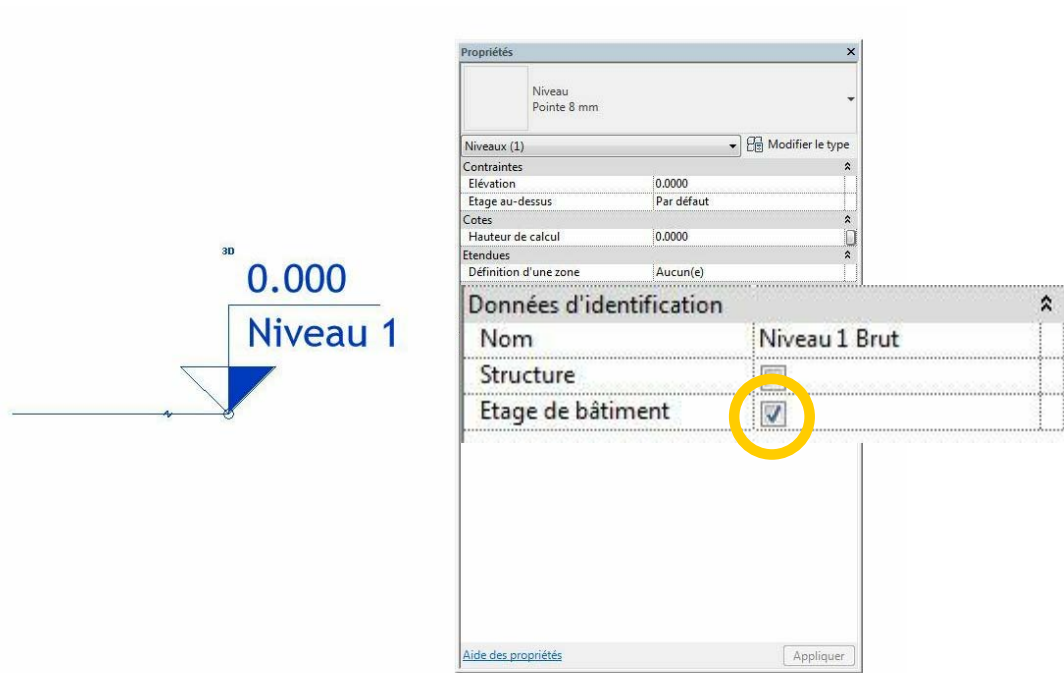 3D
0.000
Niveau 1
Propriétés
Niveau
Pointe 8 mm
Niveaux (1) Modifier le type
Contraintes
Elévation 0.0000
Etage au-dessus Par défaut
Cotes
Hauteur de calcul 0.0000
Etendues
Définition d'une zone Aucun(e)
Données d'identification
Nom Niveau 1 Brut
Structure
Etage de bâtiment
Aide des propriétés Appliquer